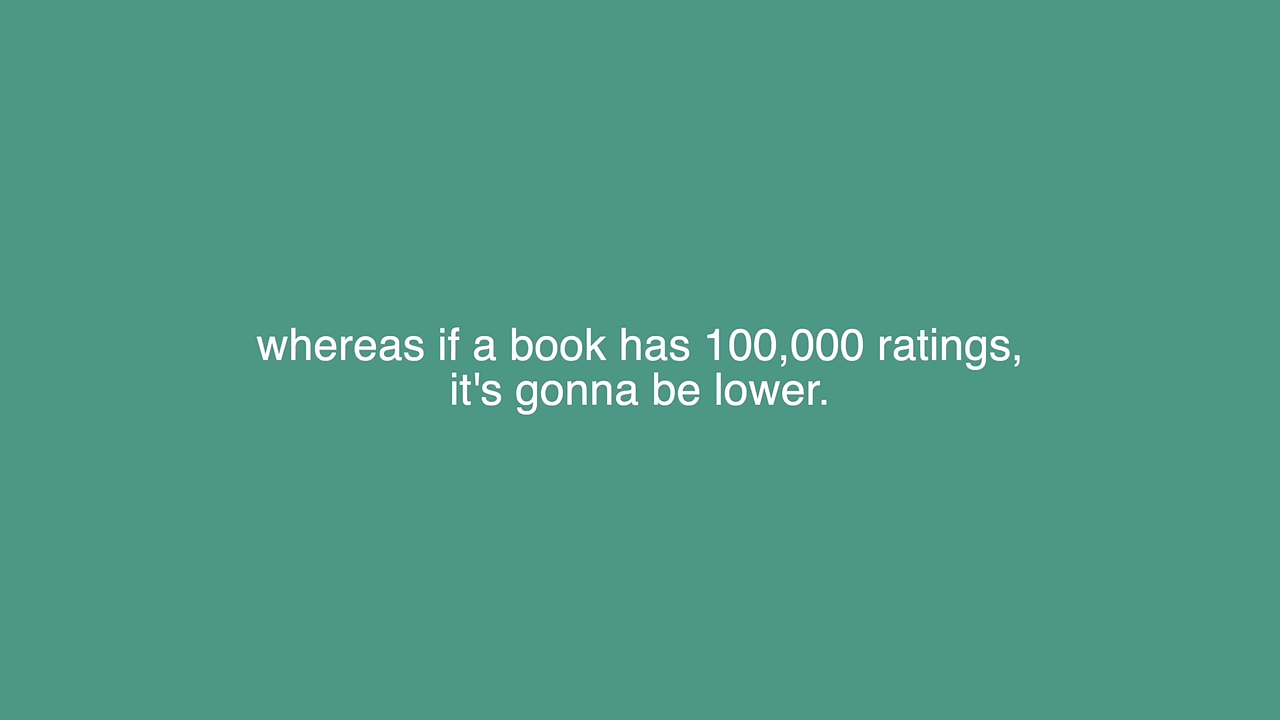 whereas if a book has 100,000 ratings,
it's gonna be lower.